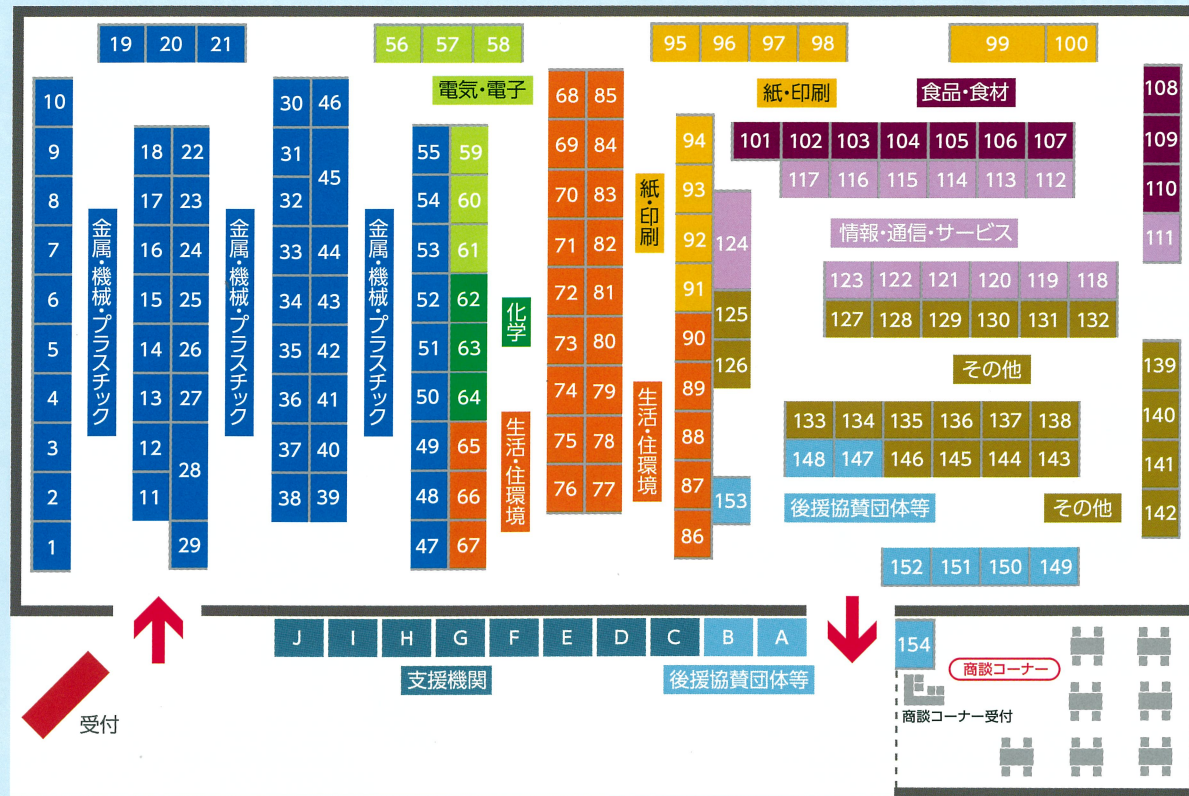 19 20 21
56 57 58
95 96 97 98
99 100
電気・電子
紙・印刷
食品・食材
10
9
8
7
6
5
4
3
2
1
金属・機械・プラスチック
18 22
17 23
16 24
15 25
14 26
13 27
12
28
11
29
金属・機械・プラスチック
30 46
31
45
32
33 44
34 43
35 42
36 41
37 40
38 39
金属・機械・プラスチック
55 59
54 60
53 61
52 62
51 63
50 64
49 65
48 66
47 67
化学
生活・住環境
68 85
69 84
70 83
71 82
72 81
73 80
74 79
75 78
76 77
紙・印刷
生活・住環境
94
93
92
91
90
89
88
87
86
124
125
126
153
101 102 103 104 105 106 107
117 116 115 114 113 112
情報・通信・サービス
123 122 121 120 119 118
127 128 129 130 131 132
その他
133 134 135 136 137 138
148 147 146 145 144 143
後援協賛団体等
その他
152 151 150 149
108
109
110
111
139
140
141
142
J I H G F E D C B A
支援機関
後援協賛団体等
受付
154
商談コーナー
商談コーナー受付